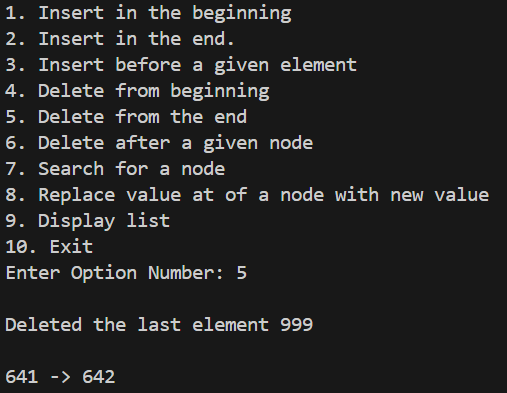 1. Insert in the beginning
2. Insert in the end.
3. Insert before a given element
4. Delete from beginning
5. Delete from the end
6. Delete after a given node
7. Search for a node
8. Replace value at of a node with new value
9. Display list
10. Exit
Enter Option Number: 5
Deleted the last element 999
641 -> 642